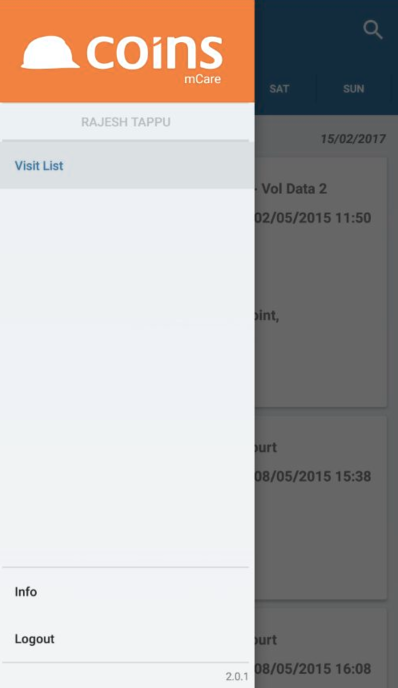 coins
mCare
SAT SUN
RAJESH TAPPU
15/02/2017
Visit List
- Vol Data 2
02/05/2015 11:50
oint,
ourt
08/05/2015 15:38
Info
Logout
ourt
2.0.1
08/05/2015 16:08